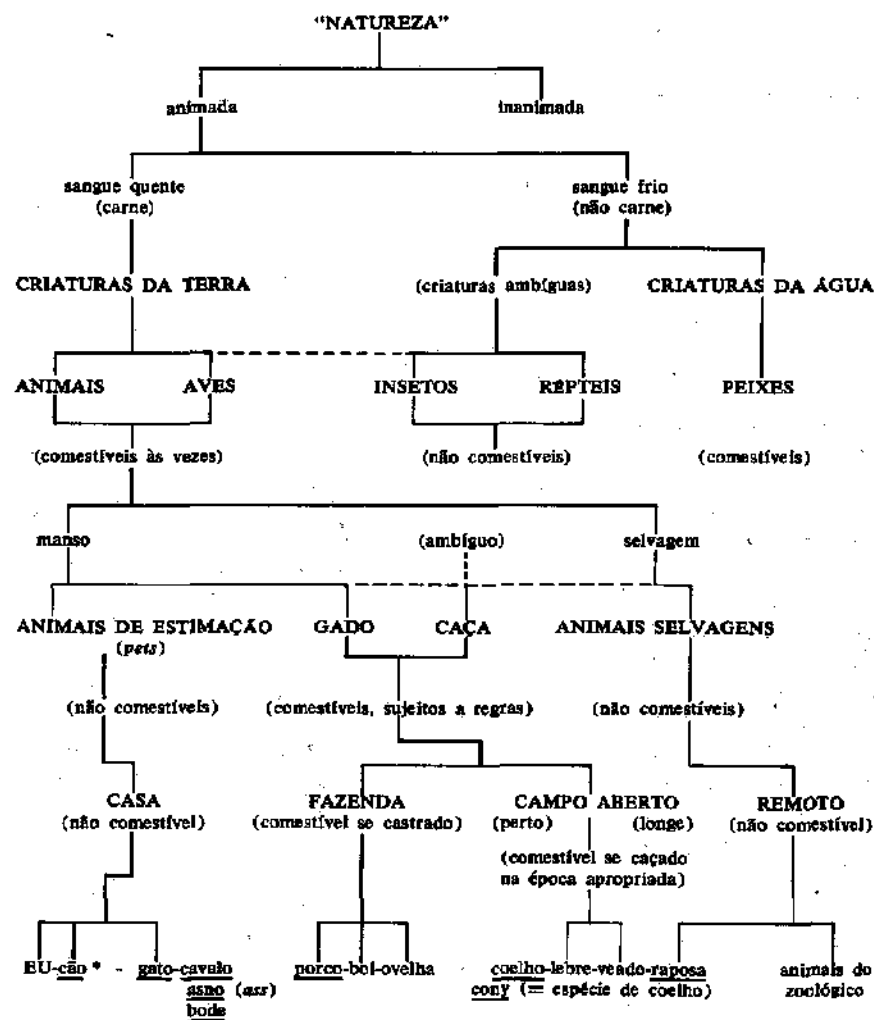 "NATUREZA"
animada inanimada
sangue quente sangue frio
(carne) (não carne)
CRIATURAS DA TERRA (criaturas ambíguas) CRIATURAS DA ÁGUA
ANIMAIS AVES INSETOS RÉPTEIS PEIXES
(comestíveis às vezes) (não comestíveis) (comestíveis)
manso (ambíguo) selvagem
ANIMAIS DE ESTIMAÇÃO GADO CAÇA ANIMAIS SELVAGENS
(pets)
(não comestíveis) (comestíveis, sujeitos a regras) (não comestíveis)
CASA FAZENDA CAMPO ABERTO REMOTO
(não comestível) (comestível se castrado) (perto) (longe) (não comestível)
(comestível se caçado
na época apropriada)
EU-cão * - gato-cavalo porco-boi-ovelha coelho-lebre-veado-raposa animais do
asno (ass) cony (= espécie de coelho) zoológico
bode